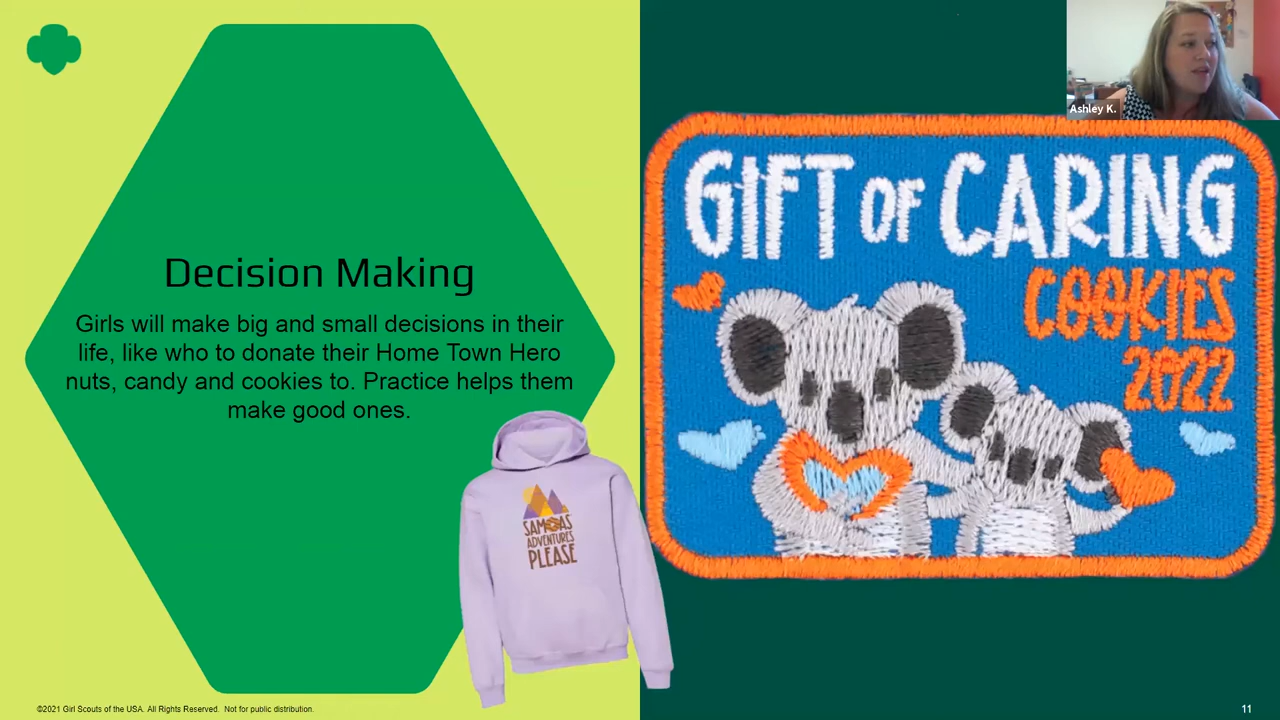 Decision Making
Girls will make big and small decisions in their
life, like who to donate their Home Town Hero
nuts, candy and cookies to. Practice helps them
make good ones.
SAMOAS
ADVENTURES
PLEASE
GIFT OF CARING
COOKIES
2022
Ashley K.
©2021 Girl Scouts of the USA. All Rights Reserved. Not for public distribution.
11